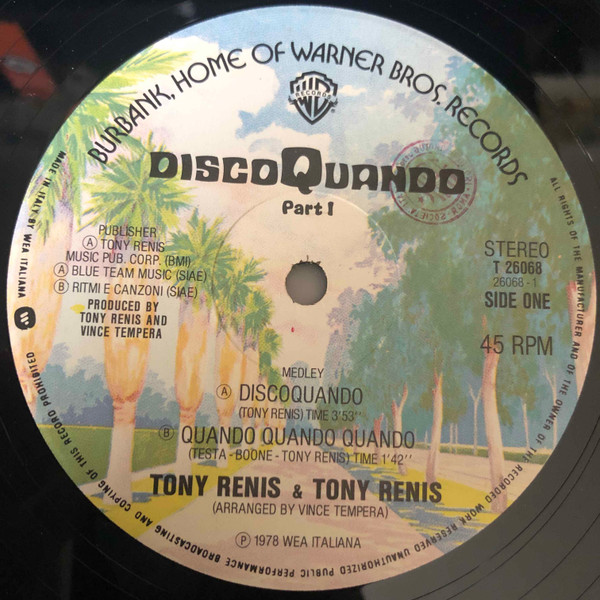 BURBANK, HOME OF WARNER BROS. RECORDS
RECORDS
DISCOQUANDO
Part 1
PUBLISHER
A TONY RENIS
MUSIC PUB. CORP. (BMI)
A BLUE TEAM MUSIC (SIAE)
B RITMI E CANZONI (SIAE)
PRODUCED BY
TONY RENIS AND
VINCE TEMPERA
STEREO
T 26068
26068-1
SIDE ONE
45 RPM
MEDLEY
A DISCOQUANDO
(TONY RENIS) TIME 3'53''
B QUANDO QUANDO QUANDO
(TESTA - BOONE - TONY RENIS) TIME 1'42''
TONY RENIS & TONY RENIS
(ARRANGED BY VINCE TEMPERA)
Ⓟ 1978 WEA ITALIANA
MADE IN ITALY BY WEA ITALIANA
ALL RIGHTS OF THE MANUFACTURER AND OF THE OWNER OF THE RECORDED WORK RESERVED UNAUTHORIZED PUBLIC PERFORMANCE BROADCASTING AND COPYING OF THIS RECORD PROHIBITED